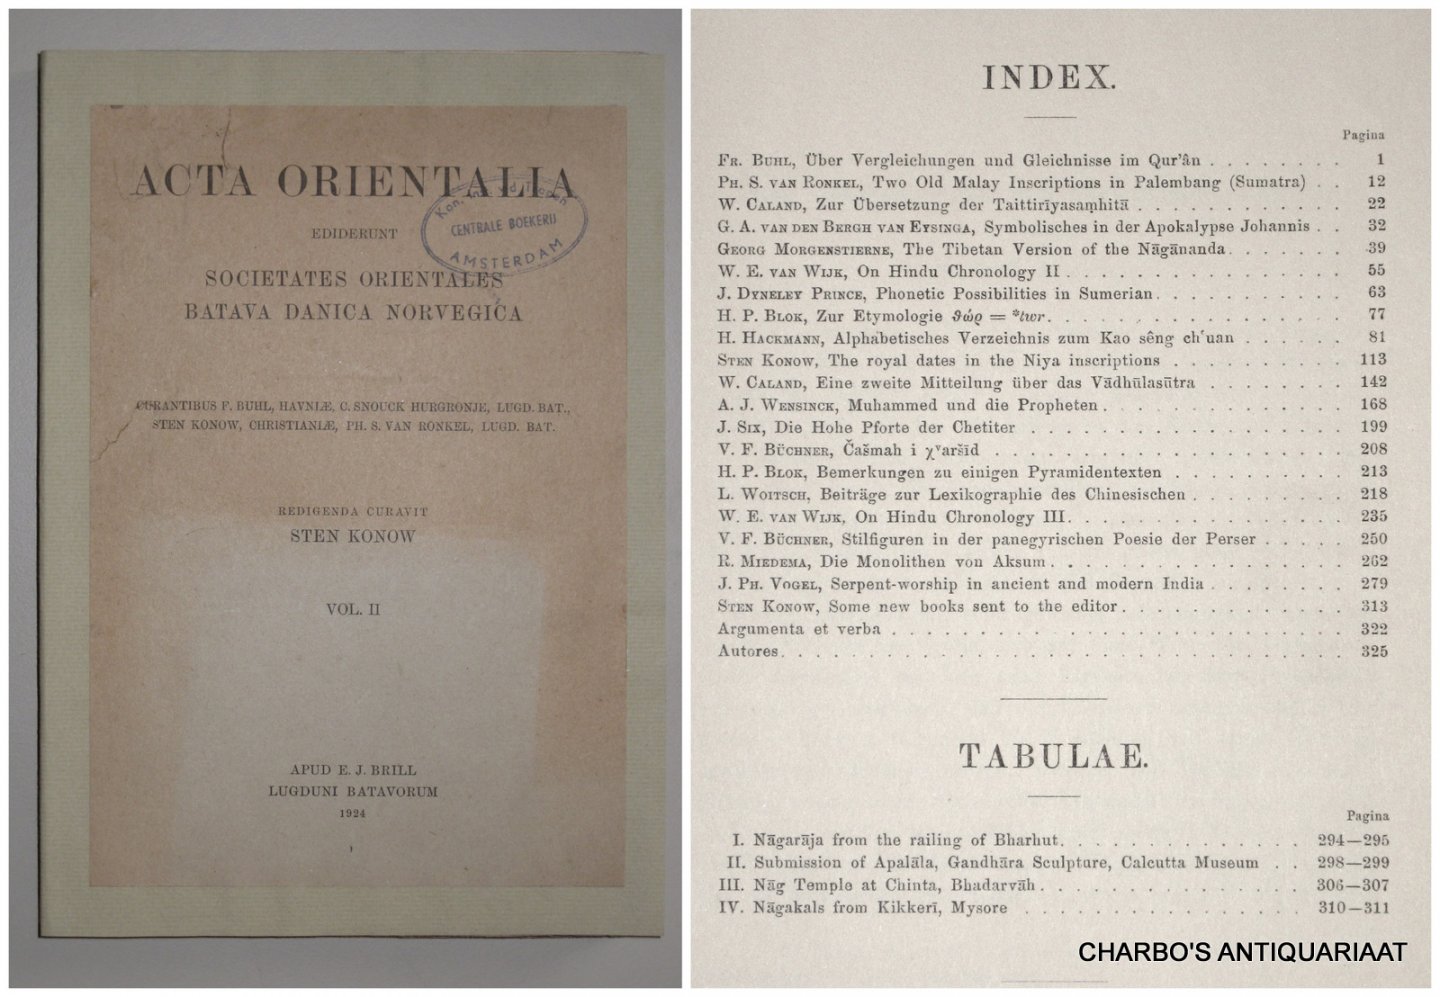 ACTA ORIENTALIA
Kon. Inst. v. d. Tropen
CENTRALE BOEKERIJ
AMSTERDAM
EDIDERUNT
SOCIETATES ORIENTALES
BATAVA DANICA NORVEGICA
CURANTIBUS F. BUHL, HAVNIÆ, C. SNOUCK HURGRONJE, LUGD. BAT.,
STEN KONOW, CHRISTIANIÆ, PH. S. VAN RONKEL, LUGD. BAT.
REDIGENDA CURAVIT
STEN KONOW
VOL. II
APUD E. J. BRILL
LUGDUNI BATAVORUM
1924
INDEX.
Pagina
FR. BUHL, Über Vergleichungen und Gleichnisse im Qur'ân . . . . . . . . 1
PH. S. VAN RONKEL, Two Old Malay Inscriptions in Palembang (Sumatra) . . 12
W. CALAND, Zur Übersetzung der Taittirīyasaṃhitā . . . . . . . . . . . . 22
G. A. VAN DEN BERGH VAN EYSINGA, Symbolisches in der Apokalypse Johannis . . 32
GEORG MORGENSTIERNE, The Tibetan Version of the Nāgānanda . . . . . . . 39
W. E. VAN WIJK, On Hindu Chronology II . . . . . . . . . . . . . . . . 55
J. DYNELEY PRINCE, Phonetic Possibilities in Sumerian . . . . . . . . . . . 63
H. P. BLOK, Zur Etymologie ϑώρ = *twr . . . . . . . . . . . . . . . . . 77
H. HACKMANN, Alphabetisches Verzeichnis zum Kao sêng ch‘uan . . . . . . 81
STEN KONOW, The royal dates in the Niya inscriptions . . . . . . . . . . 113
W. CALAND, Eine zweite Mitteilung über das Vādhūlasūtra . . . . . . . . 142
A. J. WENSINCK, Muhammed und die Propheten . . . . . . . . . . . . . . 168
J. SIX, Die Hohe Pforte der Chetiter . . . . . . . . . . . . . . . . . . 199
V. F. BÜCHNER, Čašmah i χᵛaršīd . . . . . . . . . . . . . . . . . . . . 208
H. P. BLOK, Bemerkungen zu einigen Pyramidentexten . . . . . . . . . . 213
L. WOITSCH, Beiträge zur Lexikographie des Chinesischen . . . . . . . . . 218
W. E. VAN WIJK, On Hindu Chronology III . . . . . . . . . . . . . . . . 235
V. F. BÜCHNER, Stilfiguren in der panegyrischen Poesie der Perser . . . . . 250
R. MIEDEMA, Die Monolithen von Aksum . . . . . . . . . . . . . . . . . 262
J. PH. VOGEL, Serpent-worship in ancient and modern India . . . . . . . . 279
STEN KONOW, Some new books sent to the editor . . . . . . . . . . . . . 313
Argumenta et verba . . . . . . . . . . . . . . . . . . . . . . . . . . . 322
Autores . . . . . . . . . . . . . . . . . . . . . . . . . . . . . . . . . 325
TABULAE.
Pagina
I. Nāgarāja from the railing of Bharhut . . . . . . . . . . . . . . 294—295
II. Submission of Apalāla, Gandhāra Sculpture, Calcutta Museum . . 298—299
III. Nāg Temple at Chinta, Bhadarvāh . . . . . . . . . . . . . . . 306—307
IV. Nāgakals from Kikkerī, Mysore . . . . . . . . . . . . . . . . 310—311
CHARBO'S ANTIQUARIAAT